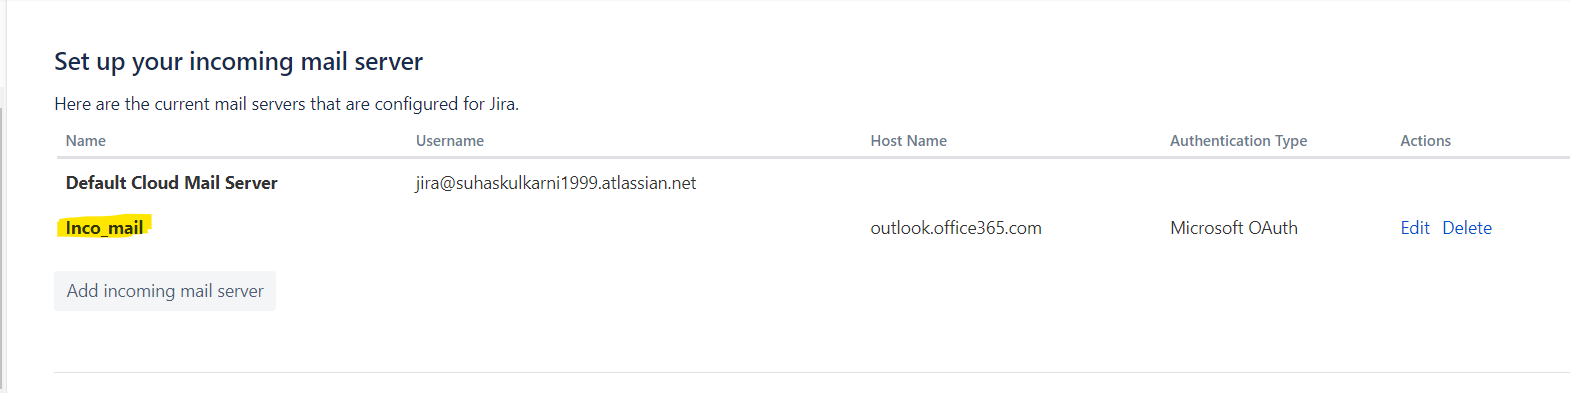 Set up your incoming mail server
Here are the current mail servers that are configured for Jira.
Name Username Host Name Authentication Type Actions
Default Cloud Mail Server jira@suhaskulkarni1999.atlassian.net
Inco_mail outlook.office365.com Microsoft OAuth Edit Delete
Add incoming mail server